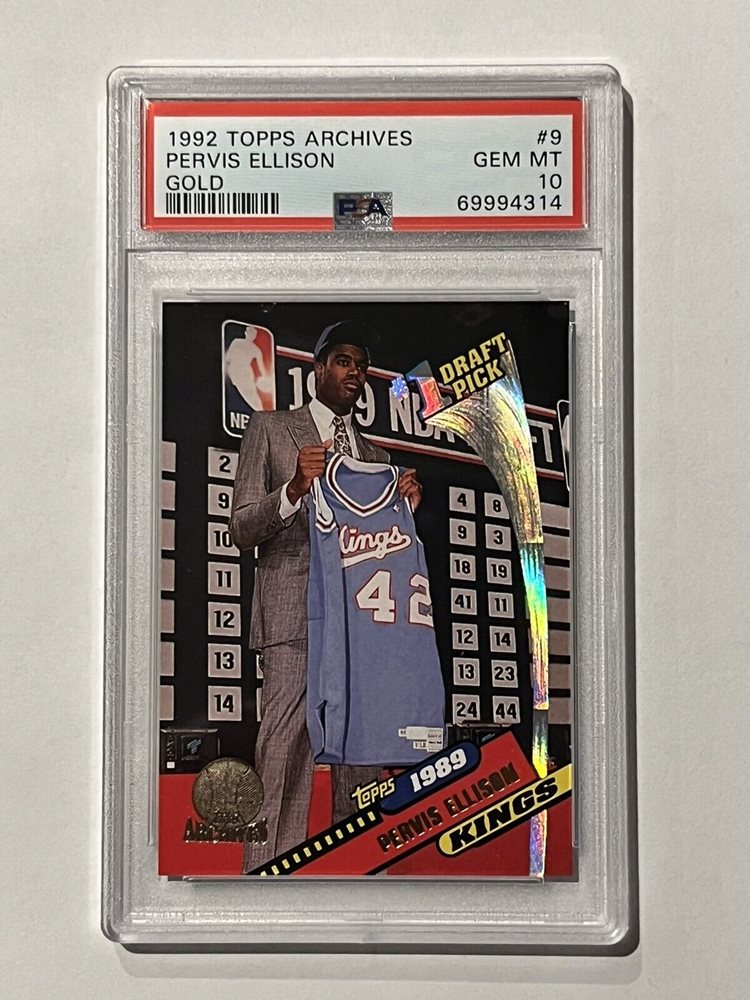 1992 TOPPS ARCHIVES #9
PERVIS ELLISON GEM MT
GOLD 10
PSA 69994314
#1 DRAFT
PICK
NBA
2
9
10
11
12
13
14
4 8
9 3
18 19
41 11
12 14
13 23
24 44
Kings
42
Topps 1989
PERVIS ELLISON
KINGS
ARCHIVES